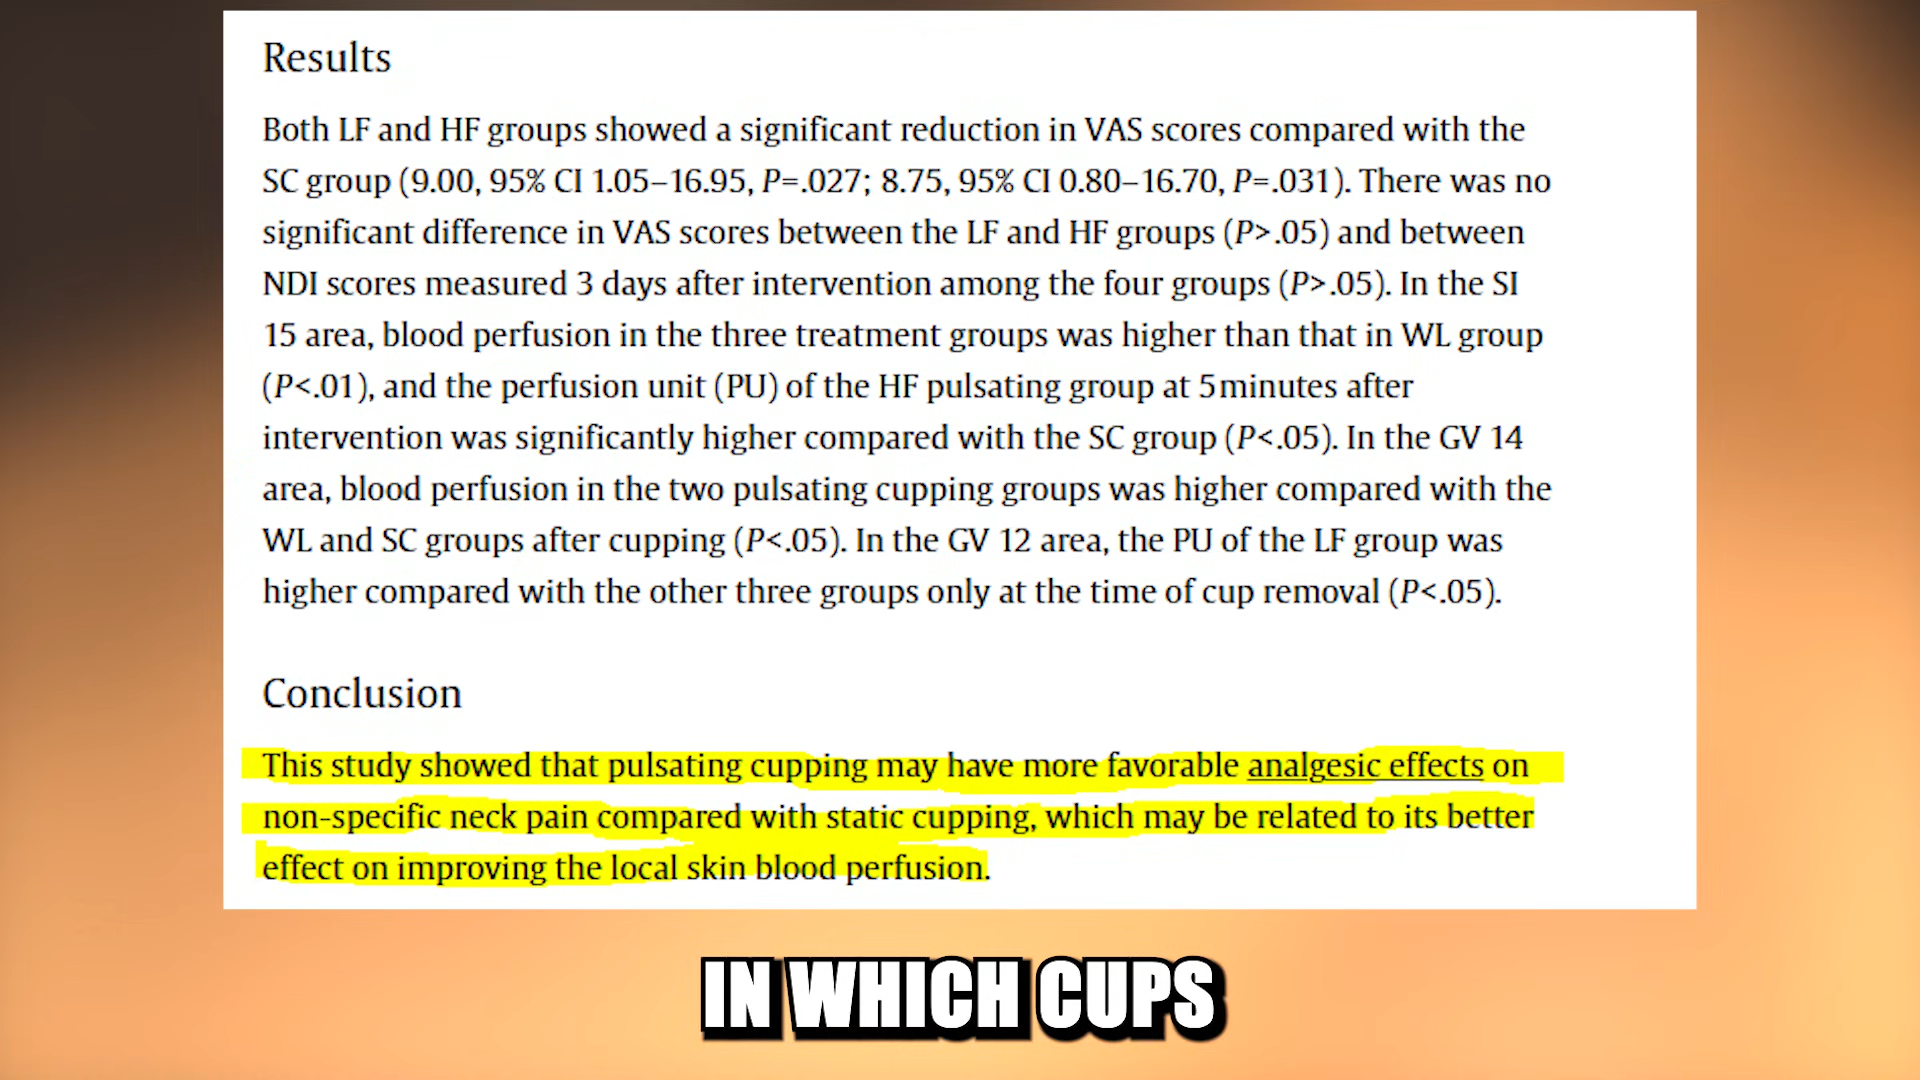 Results
Both LF and HF groups showed a significant reduction in VAS scores compared with the
SC group (9.00, 95% CI 1.05–16.95, P=.027; 8.75, 95% CI 0.80–16.70, P=.031). There was no
significant difference in VAS scores between the LF and HF groups (P>.05) and between
NDI scores measured 3 days after intervention among the four groups (P>.05). In the SI
15 area, blood perfusion in the three treatment groups was higher than that in WL group
(P<.01), and the perfusion unit (PU) of the HF pulsating group at 5minutes after
intervention was significantly higher compared with the SC group (P<.05). In the GV 14
area, blood perfusion in the two pulsating cupping groups was higher compared with the
WL and SC groups after cupping (P<.05). In the GV 12 area, the PU of the LF group was
higher compared with the other three groups only at the time of cup removal (P<.05).
Conclusion
This study showed that pulsating cupping may have more favorable analgesic effects on
non-specific neck pain compared with static cupping, which may be related to its better
effect on improving the local skin blood perfusion.
IN WHICH CUPS